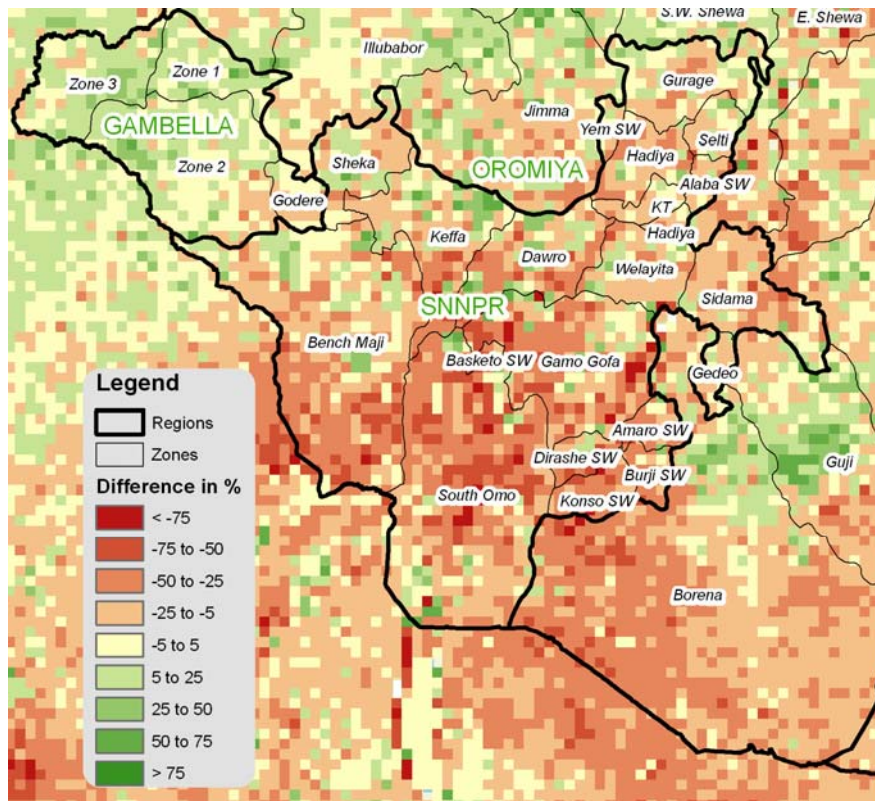 S.W. Shewa
E. Shewa
Illubabor
Zone 1
Zone 3
Gurage
Jimma
GAMBELLA
Yem SW
Selti
Zone 2
Sheka
OROMIYA
Hadiya
Alaba SW
Godere
KT
Keffa
Hadiya
Dawro
Welayita
SNNPR
Sidama
Bench Maji
Basketo SW
Gamo Gofa
Gedeo
Amaro SW
Dirashe SW
Guji
Burji SW
South Omo
Konso SW
Borena
Legend
Regions
Zones
Difference in %
< -75
-75 to -50
-50 to -25
-25 to -5
-5 to 5
5 to 25
25 to 50
50 to 75
> 75